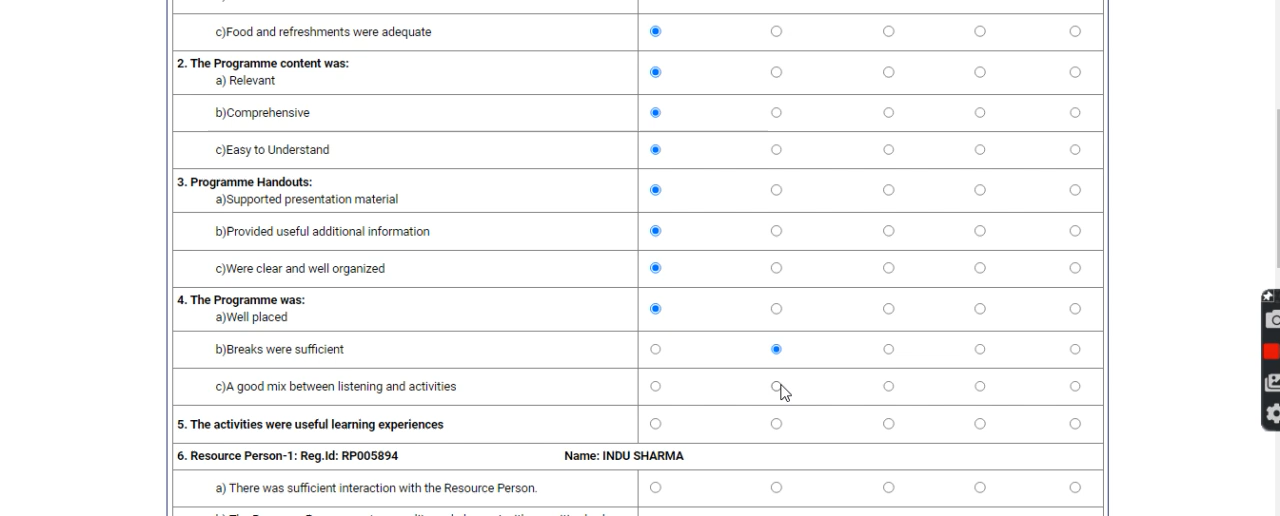 c)Food and refreshments were adequate
2. The Programme content was:
a) Relevant
b)Comprehensive
c)Easy to Understand
3. Programme Handouts:
a)Supported presentation material
b)Provided useful additional information
c)Were clear and well organized
4. The Programme was:
a)Well placed
b)Breaks were sufficient
c)A good mix between listening and activities
5. The activities were useful learning experiences
6. Resource Person-1: Reg.Id: RP005894 Name: INDU SHARMA
a) There was sufficient interaction with the Resource Person.